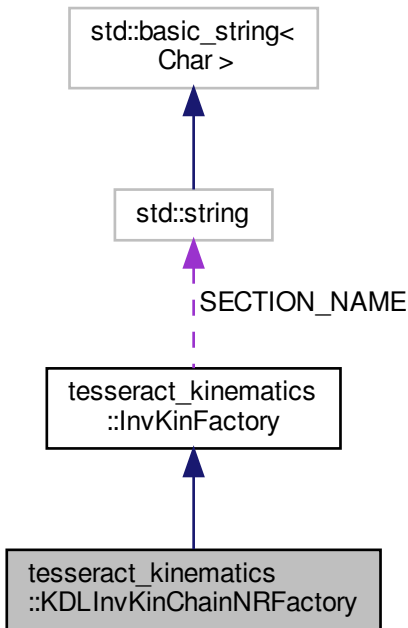 std::basic_string<
Char >
std::string
SECTION_NAME
tesseract_kinematics
::InvKinFactory
tesseract_kinematics
::KDLInvKinChainNRFactory